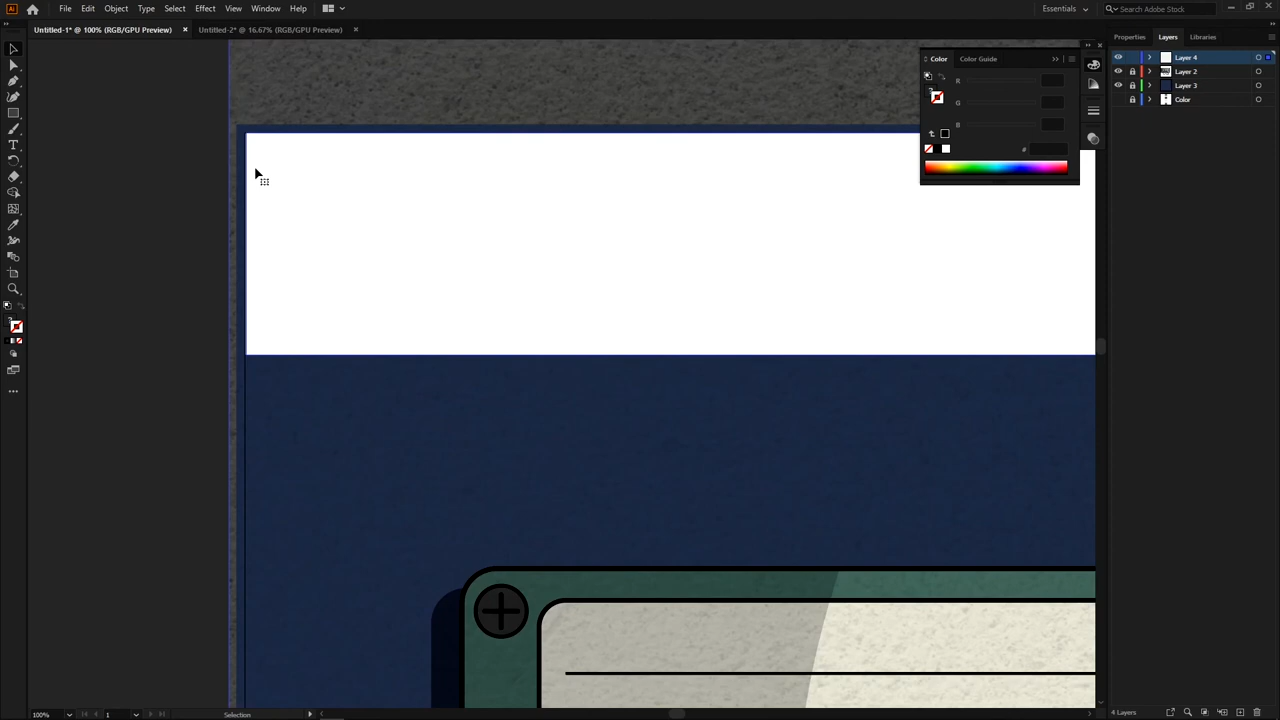 Ai File Edit Object Type Select Effect View Window Help Essentials Search Adobe Stock
Untitled-1* @ 100% (RGB/GPU Preview) × Untitled-2* @ 16.67% (RGB/GPU Preview) ×
Properties Layers Libraries
Color Color Guide
Layer 4
Layer 2
Layer 3
Color
R
G
B
#
T
?
100% 1 Selection 4 Layers